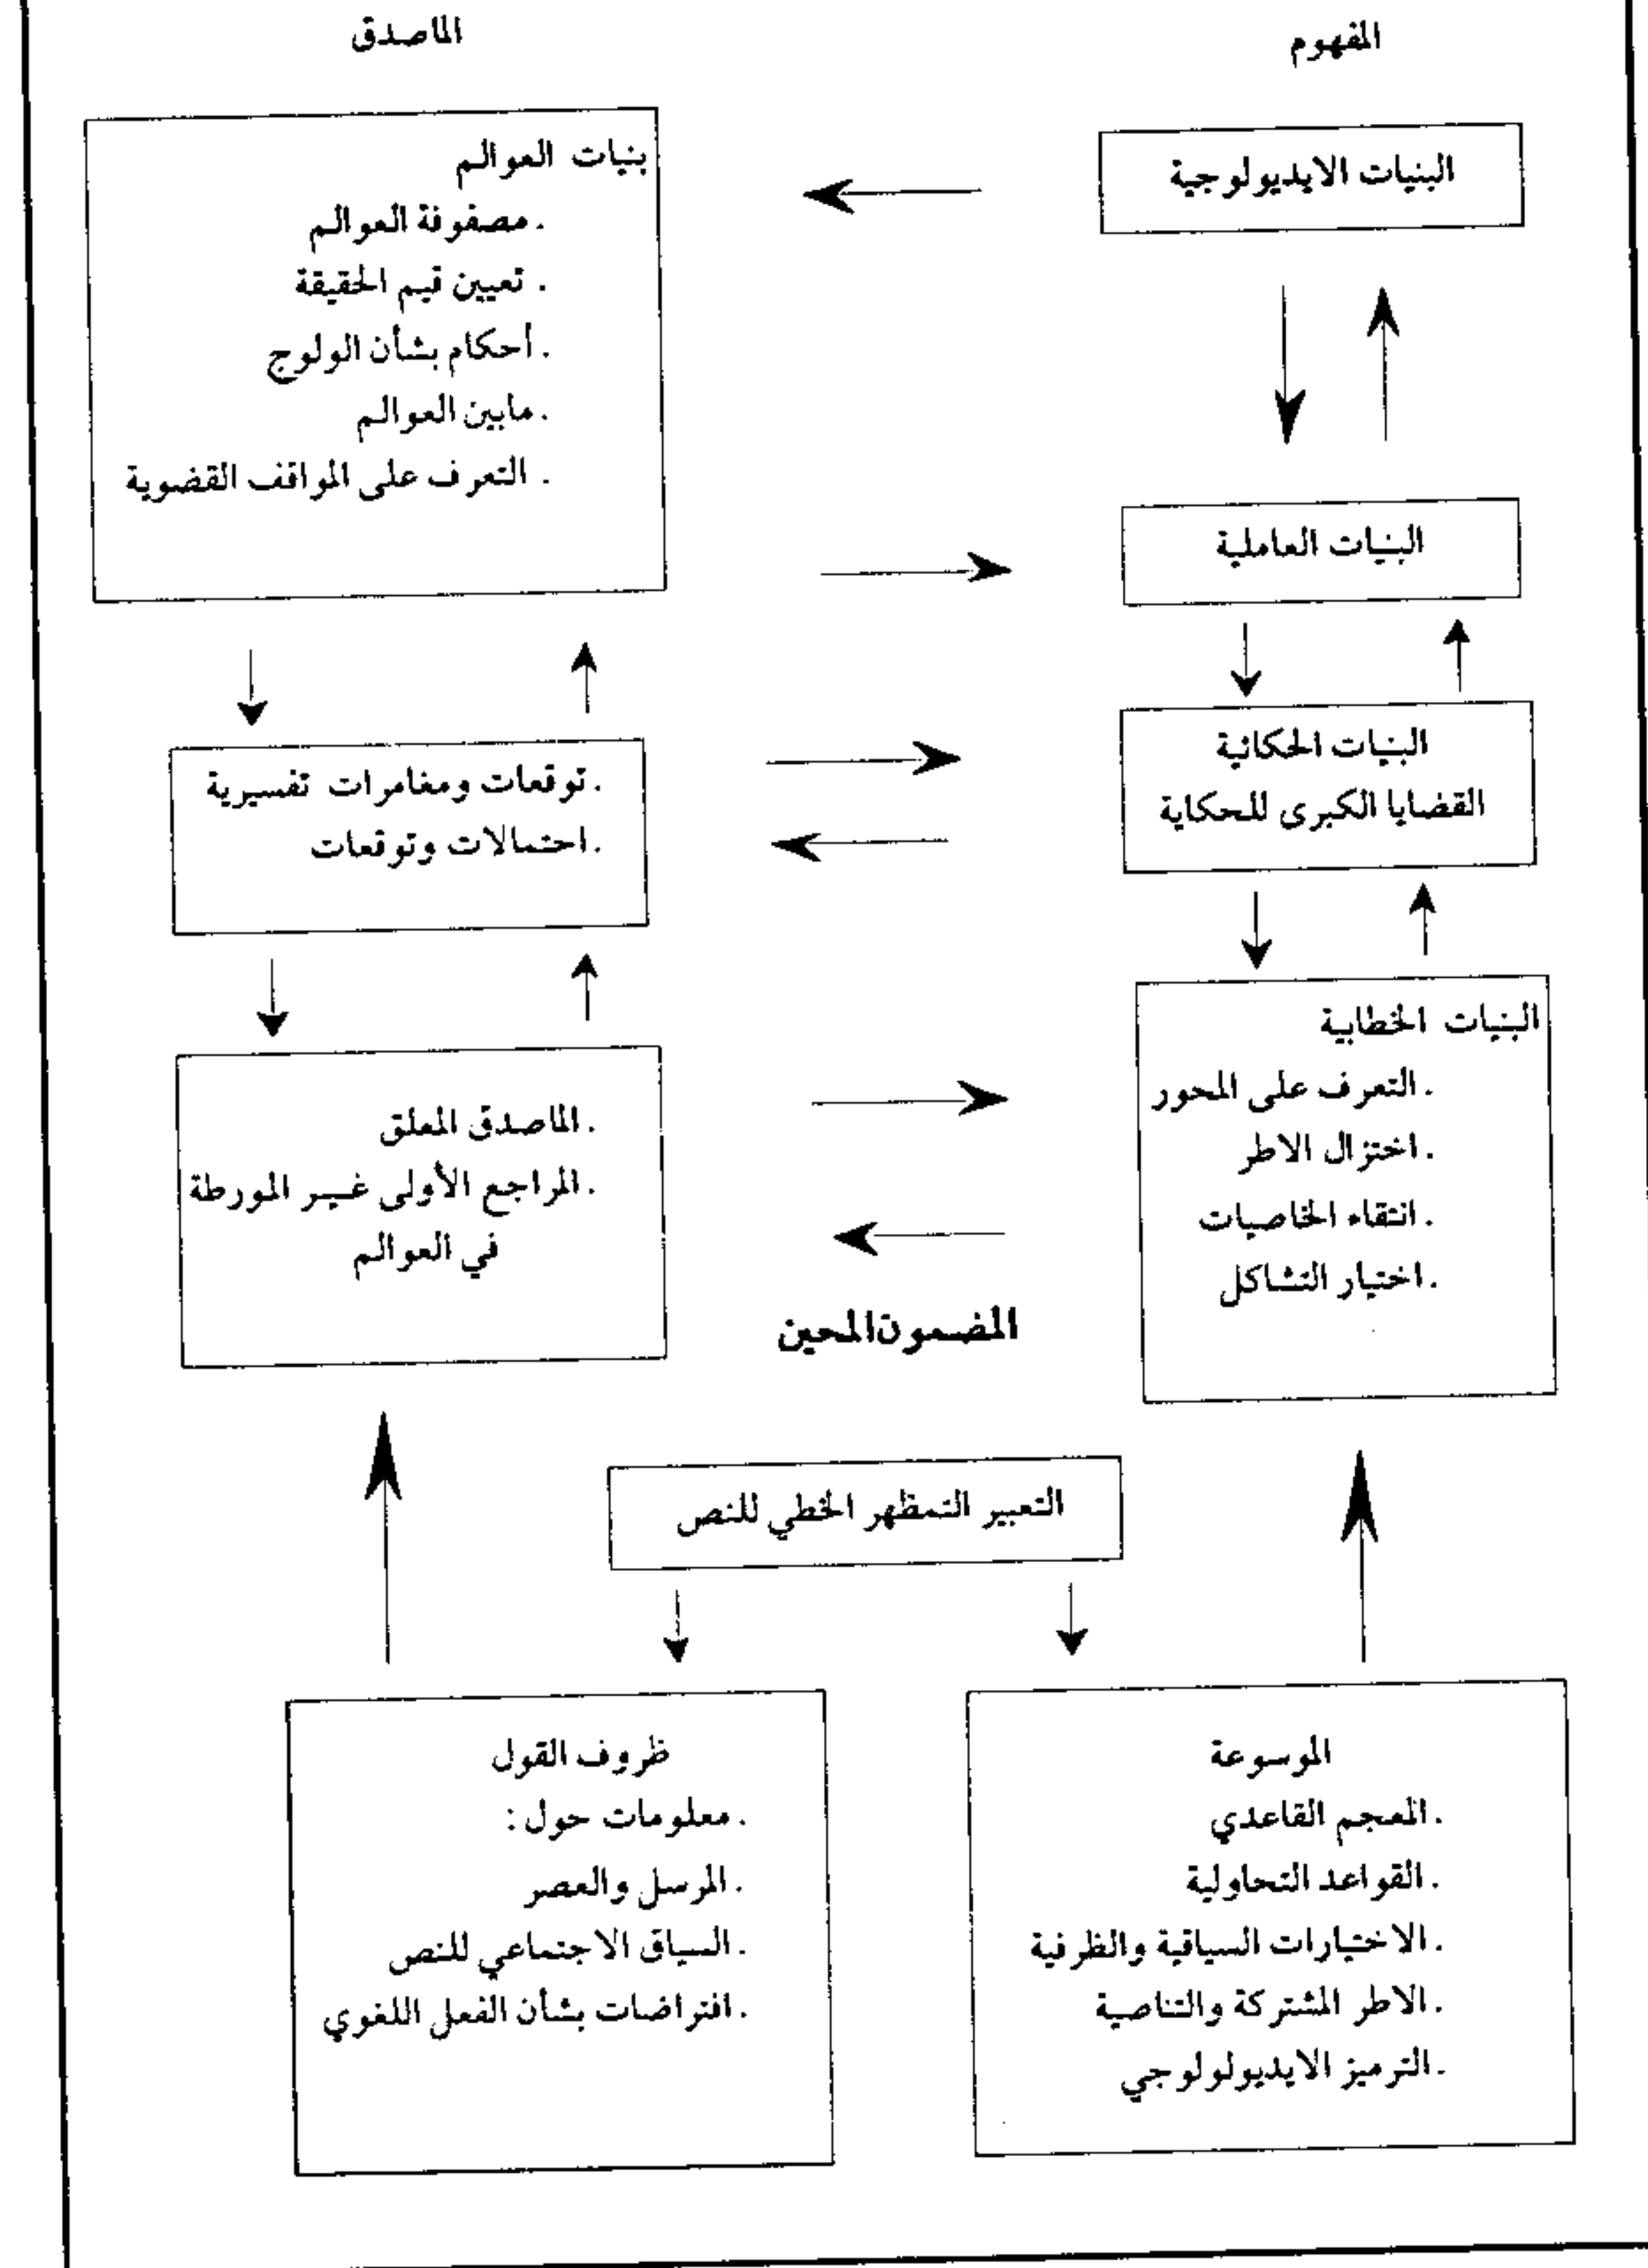 المفهوم
الماصدق
البنيات الايديولوجية
بنيات العوالم
. مصفوفة العوالم
. تعيين قيم الحقيقة
. أحكام بشأن الولوج
. مابين العوالم
. التعرف على المواقف القضوية
البنيات العاملية
البنيات الحكائية
القضايا الكبرى للحكاية
. توقعات ومغامرات تفسيرية
. احتمالات وتوقعات
البنيات الخطابية
. التعرف على المحور
. اختزال الاطر
. انتقاء الخاصيات
. اختيار التشاكل
. الماصدق المعلق
. المراجع الأولى غير المورطة
في العوالم
المضمون المحين
التعبير التمظهر الخطي للنص
الموسوعة
. المعجم القاعدي
. القواعد التحاولية
. الاختيارات السياقية والظرفية
. الاطر المشتركة والتناصية
. الترميز الايديولولوجي
ظروف القول
. معلومات حول :
. المرسل والعصر
. السياق الاجتماعي للنص
. افتراضات بشأن الفعل اللغوي